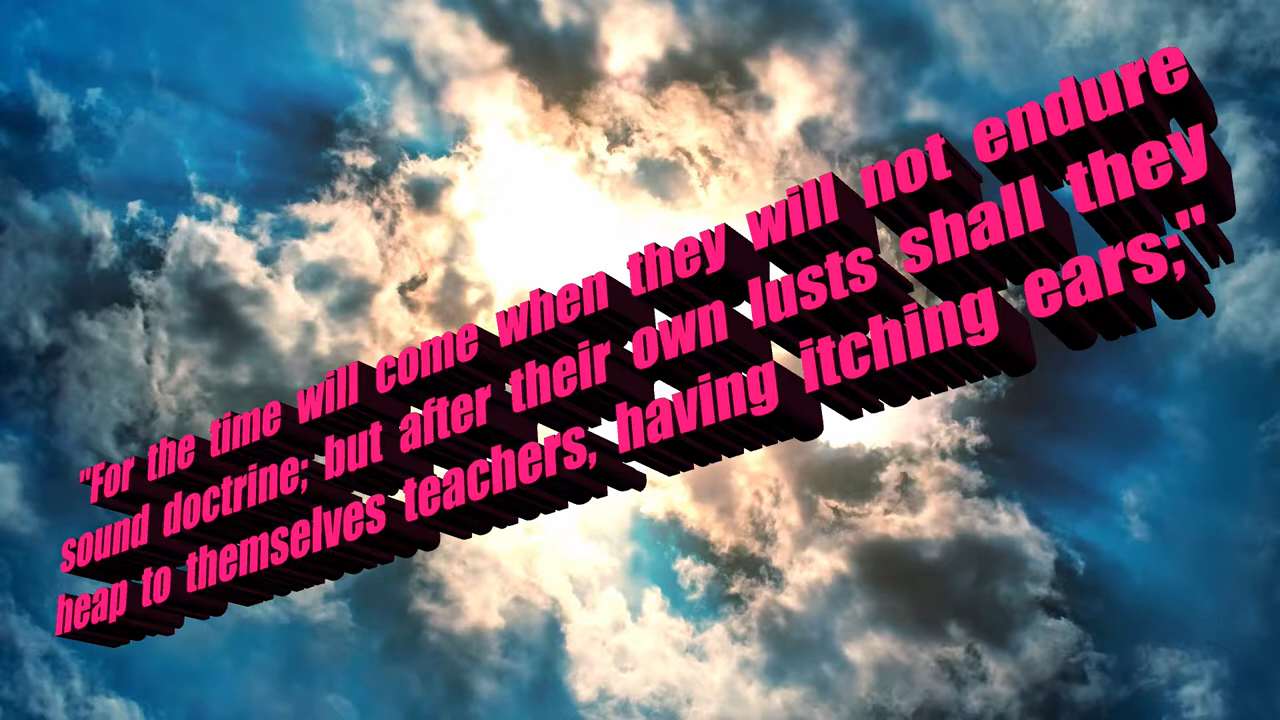 "For the time will come when they will not endure
sound doctrine; but after their own lusts shall they
heap to themselves teachers, having itching ears;"